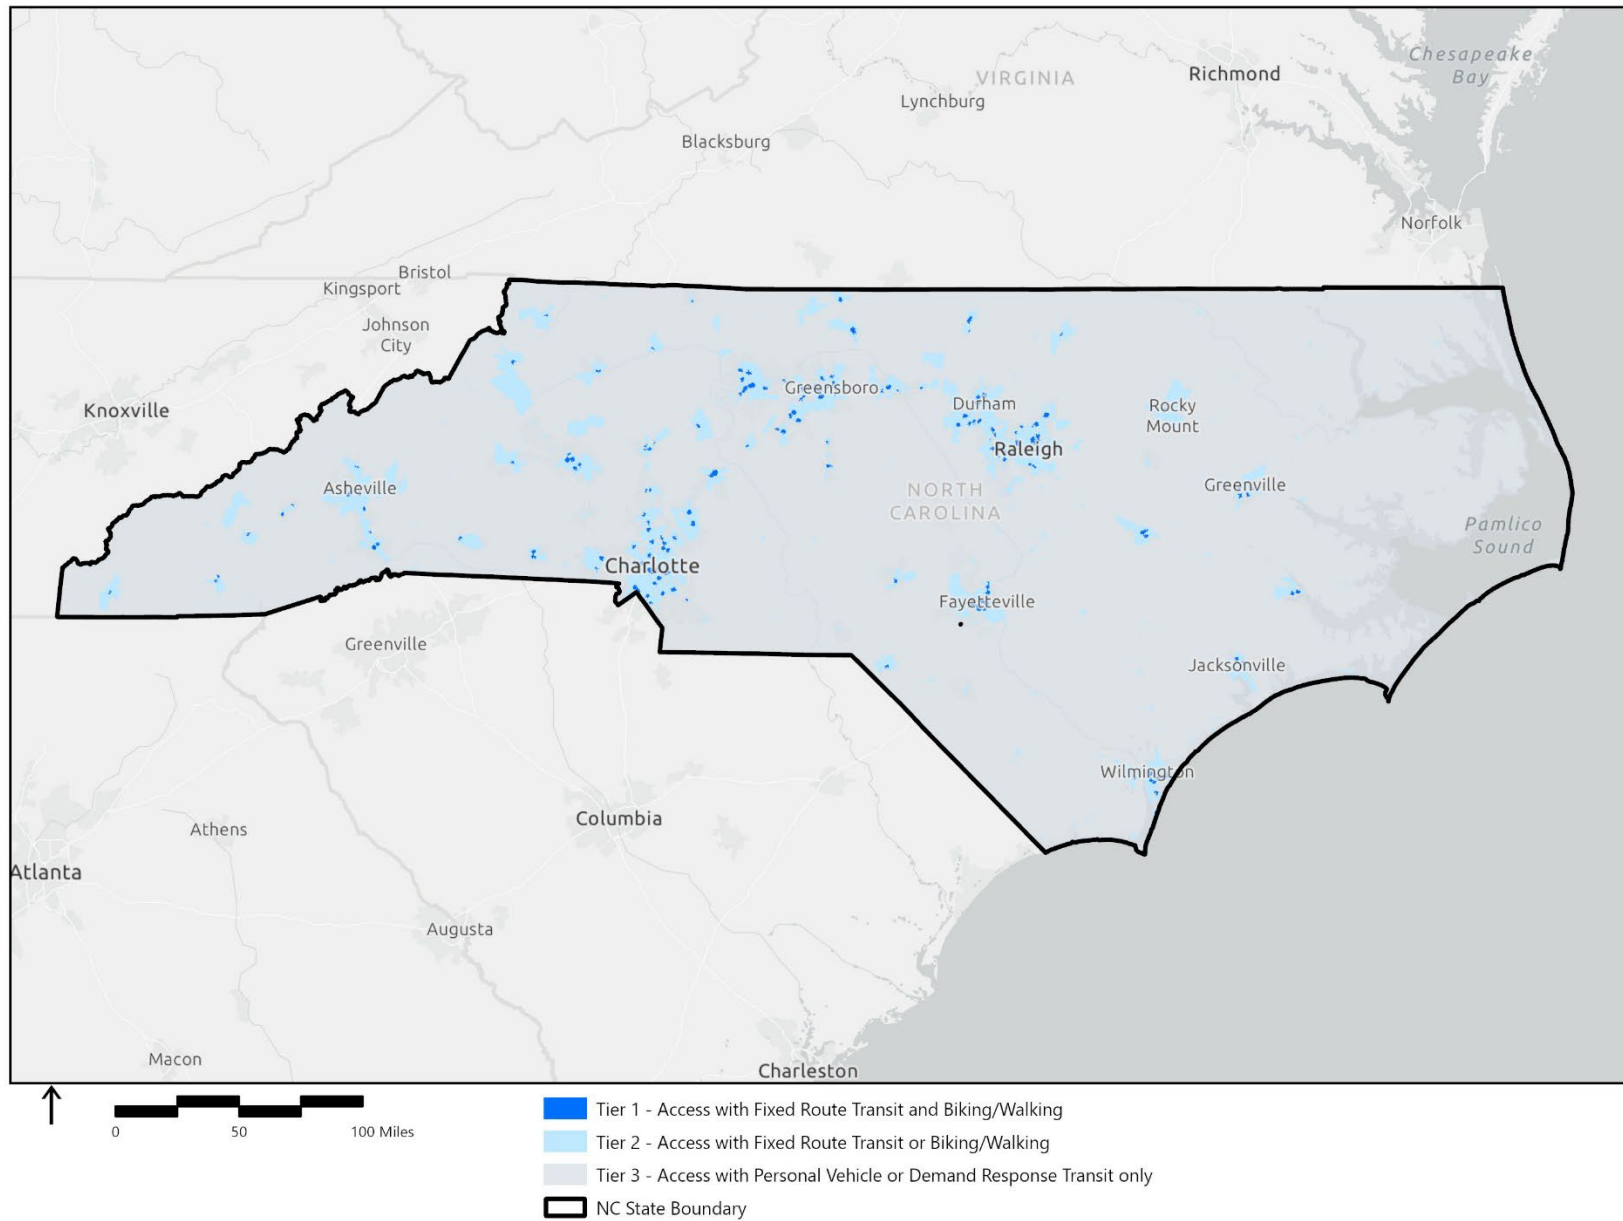 Chesapeake
Bay
VIRGINIA
Richmond
Lynchburg
Blacksburg
Norfolk
Bristol
Kingsport
Johnson
City
Knoxville
Greensboro
Durham
Rocky
Mount
Raleigh
Asheville
Greenville
NORTH
CAROLINA
Pamlico
Sound
Charlotte
Fayetteville
Greenville
Jacksonville
Wilmington
Columbia
Athens
Atlanta
Augusta
Macon
Charleston
0 50 100 Miles
Tier 1 - Access with Fixed Route Transit and Biking/Walking
Tier 2 - Access with Fixed Route Transit or Biking/Walking
Tier 3 - Access with Personal Vehicle or Demand Response Transit only
NC State Boundary